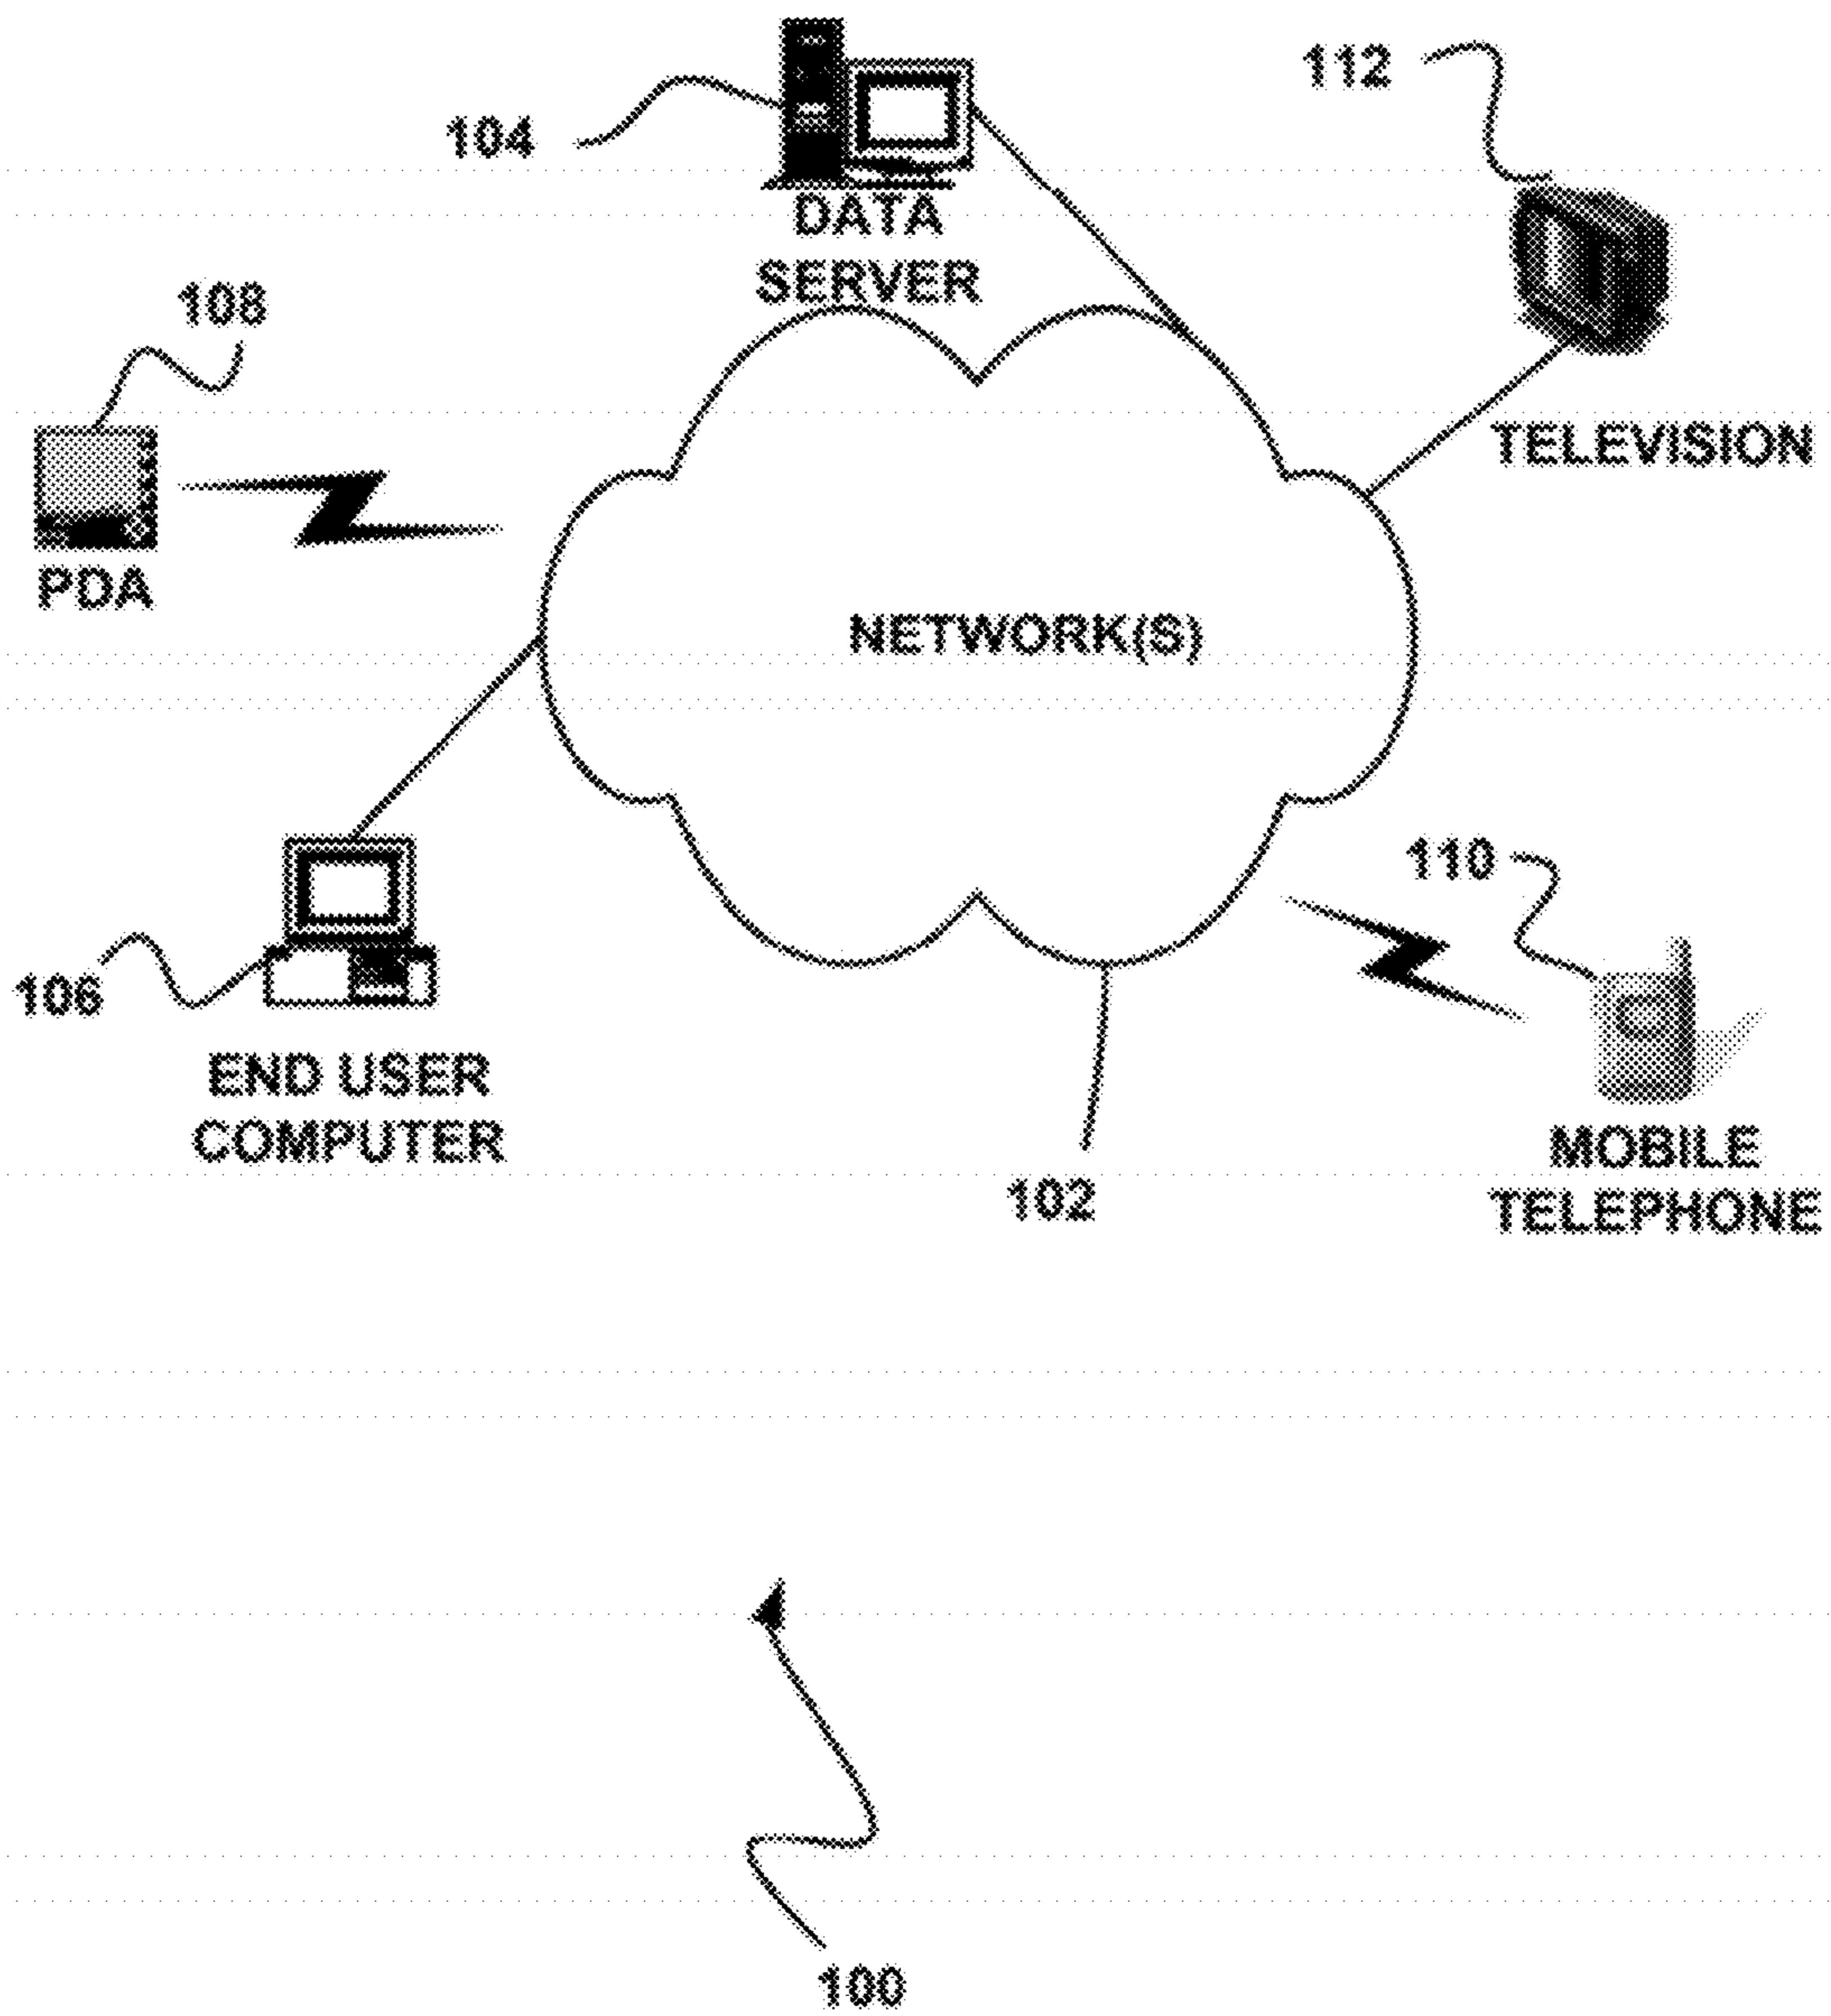 112
104
DATA
SERVER
108
TELEVISION
PDA
NETWORK(S)
110
106
END USER
COMPUTER
MOBILE
TELEPHONE
102
100